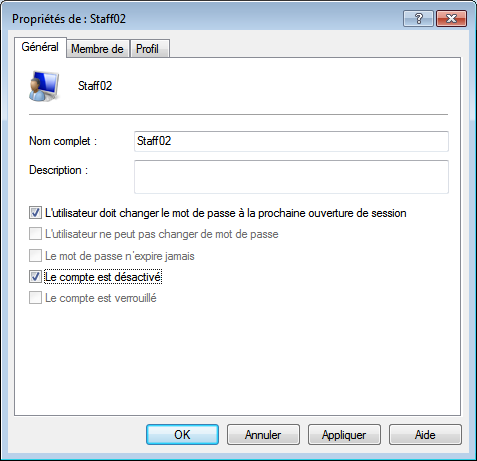 Propriétés de : Staff02
Général Membre de Profil
Staff02
Nom complet : Staff02
Description :
L'utilisateur doit changer le mot de passe à la prochaine ouverture de session
L'utilisateur ne peut pas changer de mot de passe
Le mot de passe n'expire jamais
Le compte est désactivé
Le compte est verrouillé
OK Annuler Appliquer Aide